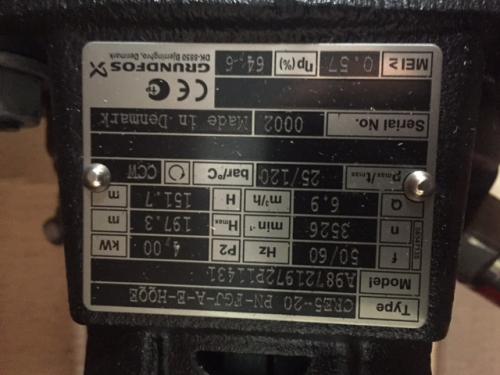 Type CRE5-20 PN-FGJ-A-E-HQQE
Model A98721972P11431
f 50/60 Hz P2 4,00 kW
n 3526 min⁻¹ Hmax 197.3 m
Q 6.9 m³/h H 151.7 m
pmax/tmax 25/120 bar/°C CCW
Serial No. 0002 Made in Denmark
MEI ≥ 0.57 ηp(%) 64,6
CE
GRUNDFOS
DK-8850 Bjerringbro, Denmark